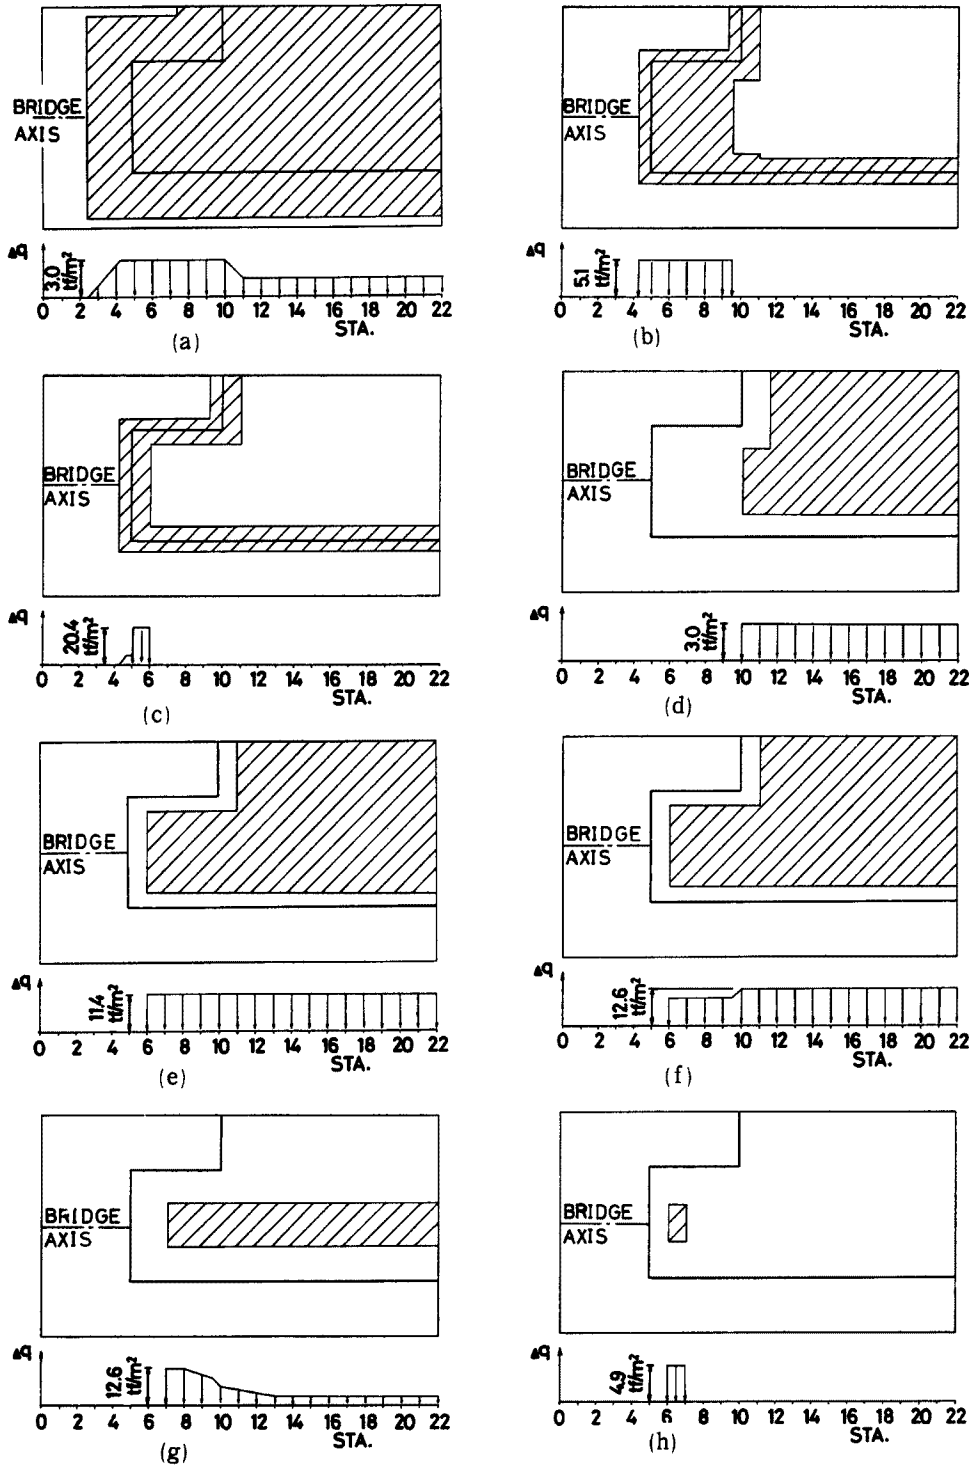 BRIDGE
AXIS
Δq
3.0
tf/m²
0 2 4 6 8 10 12 14 16 18 20 22
STA.
(a)
BRIDGE
AXIS
Δq
5.1
tf/m²
0 2 4 6 8 10 12 14 16 18 20 22
STA.
(b)
BRIDGE
AXIS
Δq
20.4
tf/m²
0 2 4 6 8 10 12 14 16 18 20 22
STA.
(c)
BRIDGE
AXIS
Δq
3.0
tf/m²
0 2 4 6 8 10 12 14 16 18 20 22
STA.
(d)
BRIDGE
AXIS
Δq
11.4
tf/m²
0 2 4 6 8 10 12 14 16 18 20 22
STA.
(e)
BRIDGE
AXIS
Δq
12.6
tf/m²
0 2 4 6 8 10 12 14 16 18 20 22
STA.
(f)
BRIDGE
AXIS
Δq
12.6
tf/m²
0 2 4 6 8 10 12 14 16 18 20 22
STA.
(g)
BRIDGE
AXIS
Δq
4.9
tf/m²
0 2 4 6 8 10 12 14 16 18 20 22
STA.
(h)